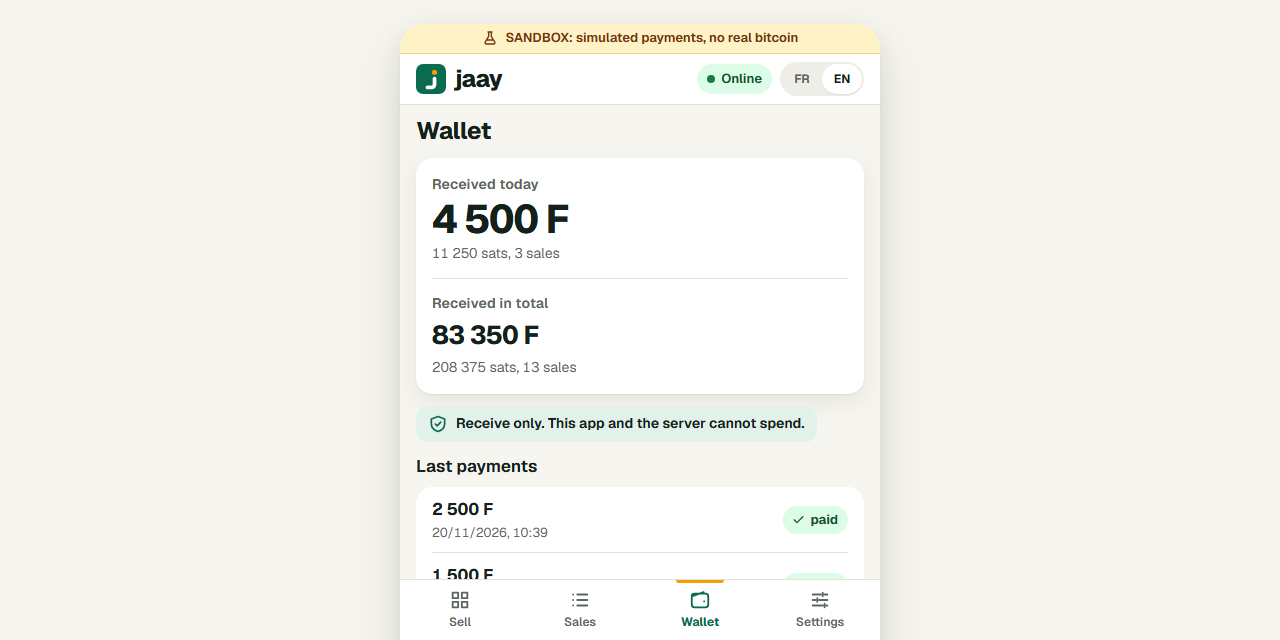 SANDBOX: simulated payments, no real bitcoin
jaay
Online
FR
EN
Wallet
Received today
4 500 F
11 250 sats, 3 sales
Received in total
83 350 F
208 375 sats, 13 sales
Receive only. This app and the server cannot spend.
Last payments
2 500 F
20/11/2026, 10:39
paid
1 500 F
Sell
Sales
Wallet
Settings